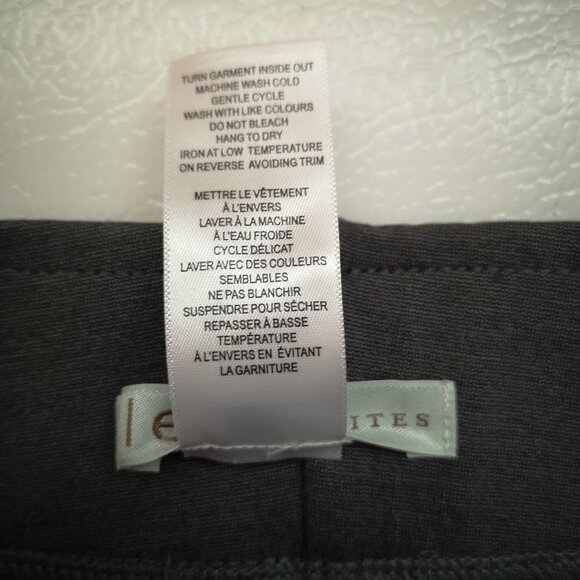 TURN GARMENT INSIDE OUT
MACHINE WASH COLD
GENTLE CYCLE
WASH WITH LIKE COLOURS
DO NOT BLEACH
HANG TO DRY
IRON AT LOW TEMPERATURE
ON REVERSE AVOIDING TRIM
METTRE LE VÊTEMENT
À L'ENVERS
LAVER À LA MACHINE
À L'EAU FROIDE
CYCLE DÉLICAT
LAVER AVEC DES COULEURS
SEMBLABLES
NE PAS BLANCHIR
SUSPENDRE POUR SÉCHER
REPASSER À BASSE
TEMPÉRATURE
À L'ENVERS EN ÉVITANT
LA GARNITURE